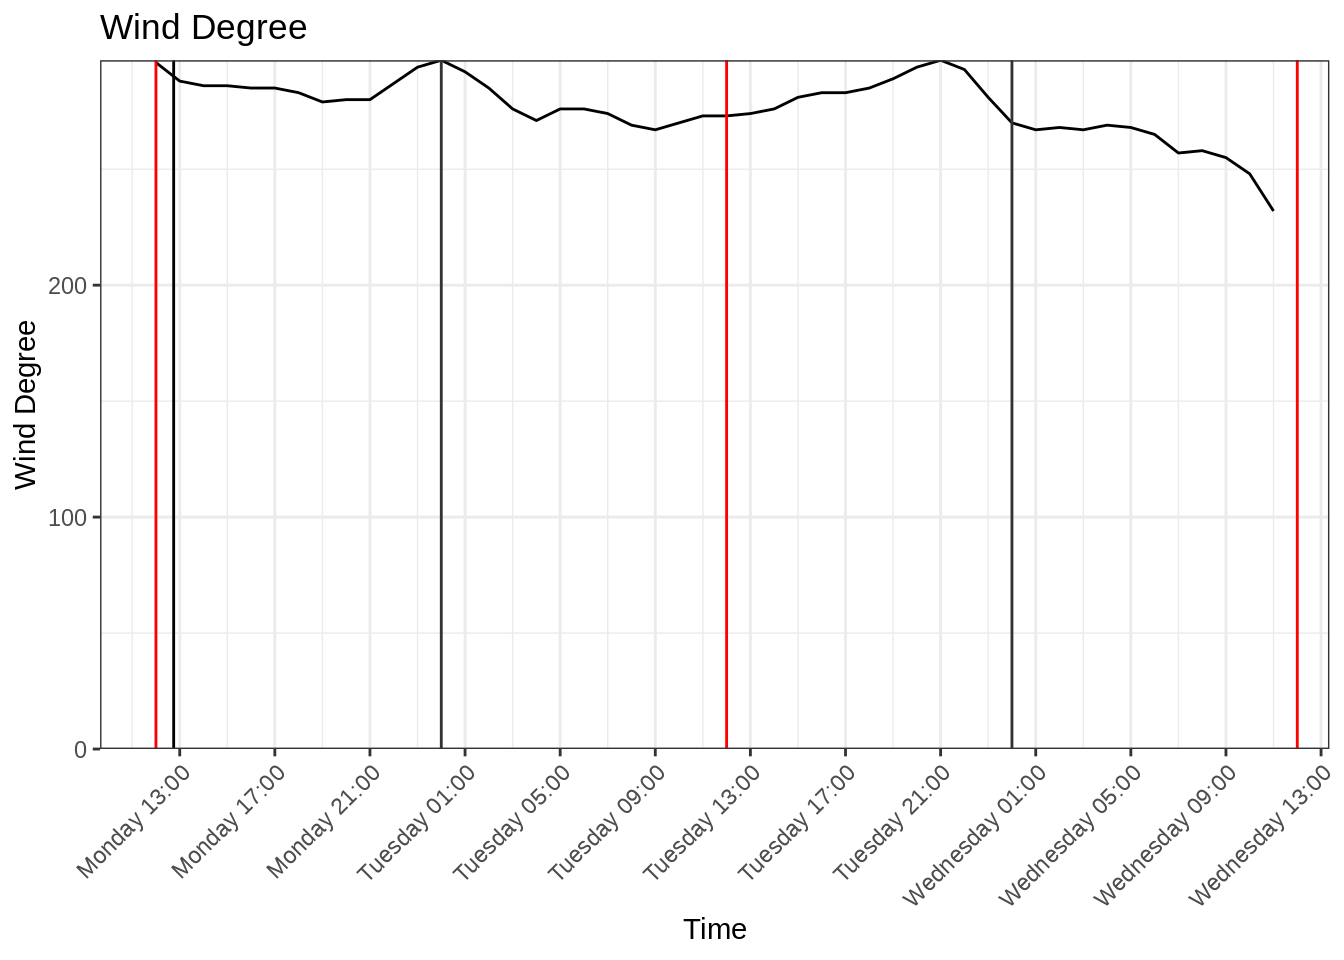 Wind Degree
Wind Degree
200
100
0
Monday 13:00
Monday 17:00
Monday 21:00
Tuesday 01:00
Tuesday 05:00
Tuesday 09:00
Tuesday 13:00
Tuesday 17:00
Tuesday 21:00
Wednesday 01:00
Wednesday 05:00
Wednesday 09:00
Wednesday 13:00
Time